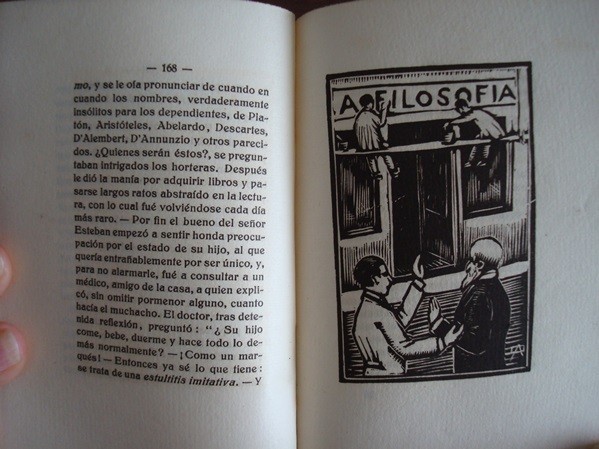 — 168 —
mo, y se le oía pronunciar de cuando en
cuando los nombres, verdaderamente
insólitos para los dependientes, de Pla-
tón, Aristóteles, Abelardo, Descartes,
D'Alembert, D'Annunzio y otros pareci-
dos. ¿Quienes serán éstos?, se pregun-
taban intrigados los horteras. Después
le dió la manía por adquirir libros y pa-
sarse largos ratos abstraído en la lectu-
ra, con lo cual fué volviéndose cada día
más raro. — Por fin el bueno del señor
Esteban empezó a sentir honda preocu-
pación por el estado de su hijo, al que
quería entrañablemente por ser único, y,
para no alarmarle, fué a consultar a un
médico, amigo de la casa, a quien expli-
có, sin omitir pormenor alguno, cuanto
hacía el muchacho. El doctor, tras dete-
nida reflexión, preguntó: "¿Su hijo
come, bebe, duerme y hace todo lo de-
más normalmente? — ¡Como un mar-
qués! — Entonces ya sé lo que tiene:
se trata de una estultitis imitativa. — Y
A FILOSOFIA